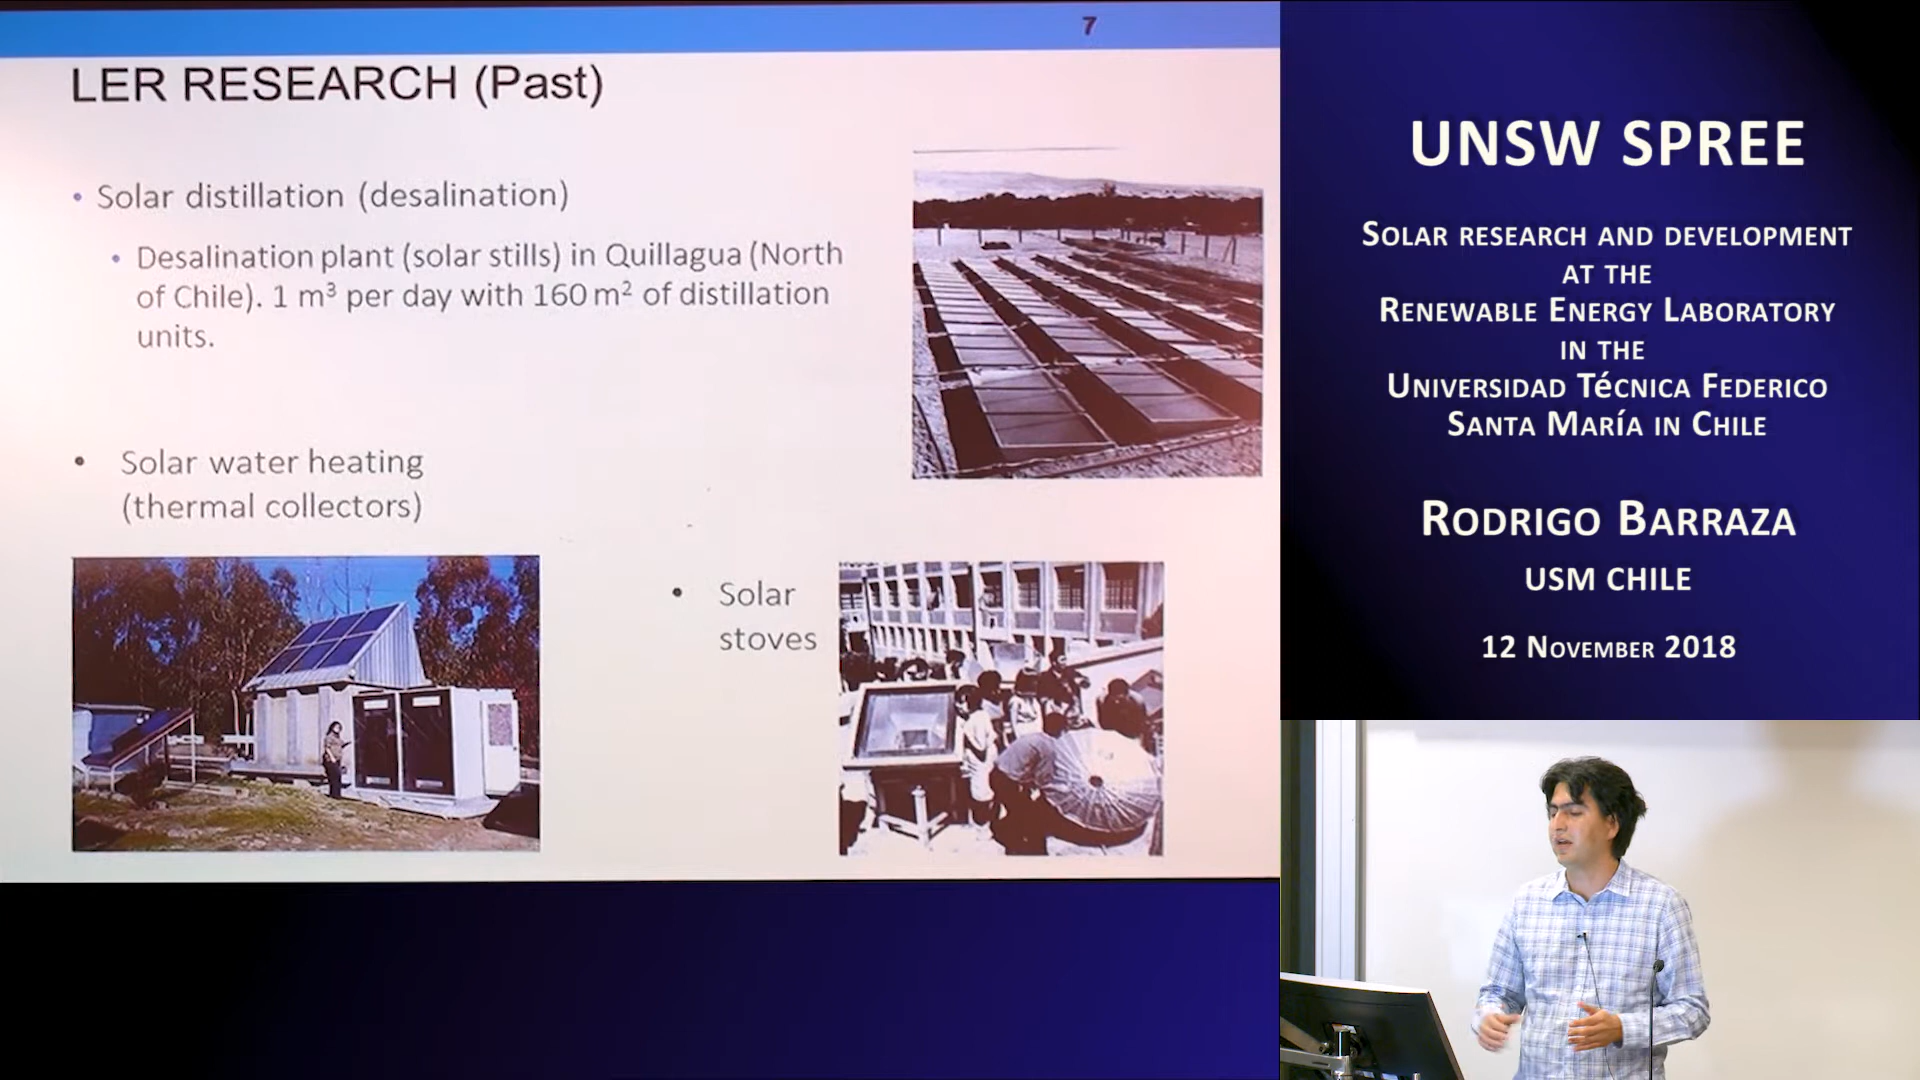 7
LER RESEARCH (Past)
• Solar distillation (desalination)
• Desalination plant (solar stills) in Quillagua (North
of Chile). 1 m³ per day with 160 m² of distillation
units.
• Solar water heating
(thermal collectors)
• Solar
stoves
UNSW SPREE
SOLAR RESEARCH AND DEVELOPMENT
AT THE
RENEWABLE ENERGY LABORATORY
IN THE
UNIVERSIDAD TéCNICA FEDERICO
SANTA MARíA IN CHILE
RODRIGO BARRAZA
USM CHILE
12 NOVEMBER 2018